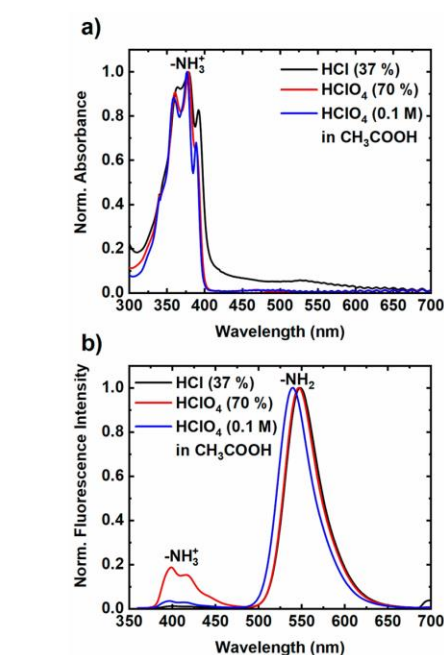 a)
-NH₃⁺
HCl (37 %)
HClO₄ (70 %)
HClO₄ (0.1 M)
in CH₃COOH
Norm. Absorbance
1.0
0.8
0.6
0.4
0.2
0.0
300 350 400 450 500 550 600 650 700
Wavelength (nm)
b)
HCl (37 %)
HClO₄ (70 %)
HClO₄ (0.1 M)
in CH₃COOH
-NH₂
-NH₃⁺
Norm. Fluorescence Intensity
1.0
0.8
0.6
0.4
0.2
0.0
350 400 450 500 550 600 650 700
Wavelength (nm)